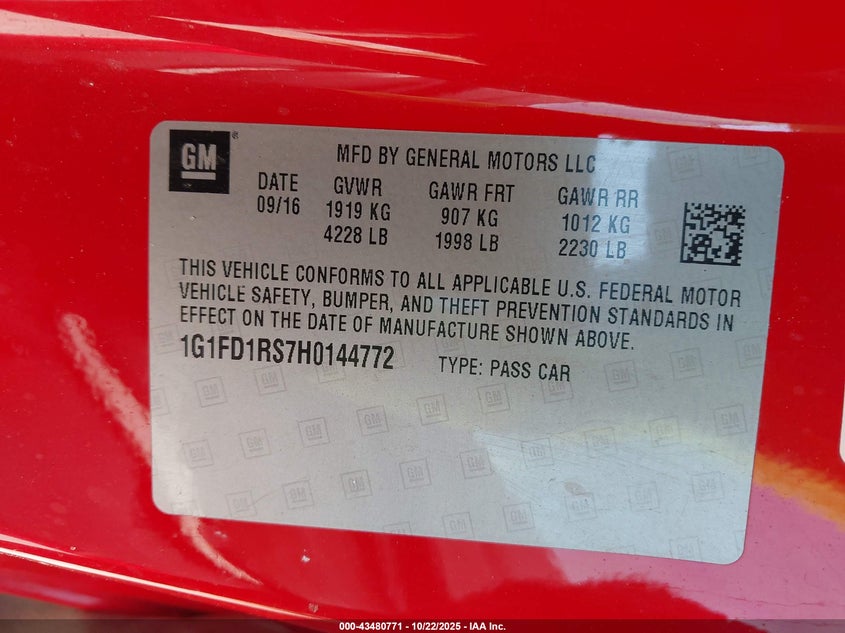 GM ® MFD BY GENERAL MOTORS LLC
DATE GVWR GAWR FRT GAWR RR
09/16 1919 KG 907 KG 1012 KG
4228 LB 1998 LB 2230 LB
THIS VEHICLE CONFORMS TO ALL APPLICABLE U.S. FEDERAL MOTOR
VEHICLE SAFETY, BUMPER, AND THEFT PREVENTION STANDARDS IN
EFFECT ON THE DATE OF MANUFACTURE SHOWN ABOVE.
1G1FD1RS7H0144772 TYPE: PASS CAR
000-43480771 | 10/22/2025 - IAA Inc.